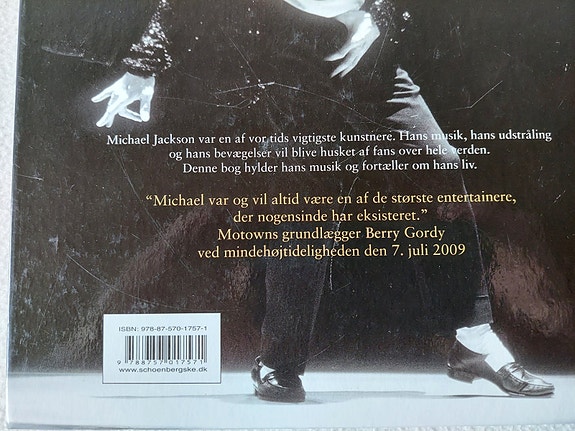 Michael Jackson var en af vor tids vigtigste kunstnere. Hans musik, hans udstråling
og hans bevægelser vil blive husket af fans over hele verden.
Denne bog hylder hans musik og fortæller om hans liv.
“Michael var og vil altid være en af de største entertainere,
der nogensinde har eksisteret.”
Motowns grundlægger Berry Gordy
ved mindehøjtideligheden den 7. juli 2009
ISBN: 978-87-570-1757-1
9 788757 017571
www.schoenbergske.dk